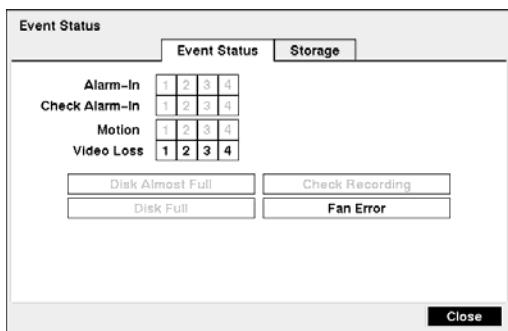 Event Status
Event Status Storage
Alarm-In 1 2 3 4
Check Alarm-In 1 2 3 4
Motion 1 2 3 4
Video Loss 1 2 3 4
Disk Almost Full Check Recording
Disk Full Fan Error
Close